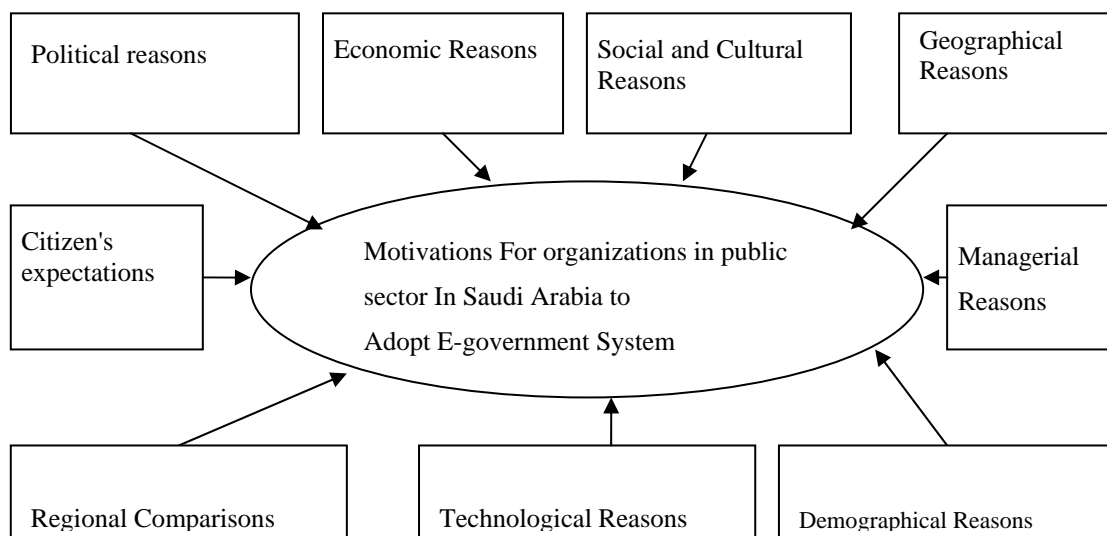 Political reasons
Economic Reasons
Social and Cultural
Reasons
Geographical
Reasons
Citizen's
expectations
Motivations For organizations in public
sector In Saudi Arabia to
Adopt E-government System
Managerial
Reasons
Regional Comparisons
Technological Reasons
Demographical Reasons